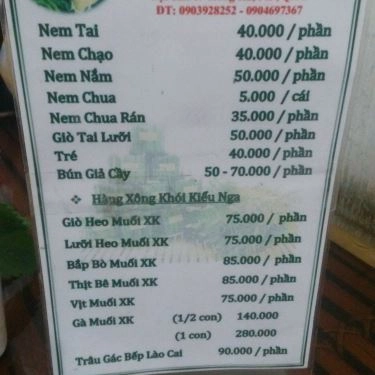 ĐT: 0903928252 - 0904697367
Nem Tai 40.000 / phần
Nem Chạo 40.000 / phần
Nem Nắm 50.000 / phần
Nem Chua 5.000 / cái
Nem Chua Rán 35.000 / phần
Giò Tai Lưỡi 50.000 / phần
Tré 40.000 / phần
Bún Giả Cầy 50 - 70.000 / phần
❖ Hàng Xông Khói Kiểu Nga
Giò Heo Muối XK 75.000 / phần
Lưỡi Heo Muối XK 75.000 / phần
Bắp Bò Muối XK 85.000 / phần
Thịt Bê Muối XK 85.000 / phần
Vịt Muối XK 75.000 / phần
Gà Muối XK (1/2 con) 140.000
(1 con) 280.000
Trâu Gác Bếp Lào Cai 90.000 / phần